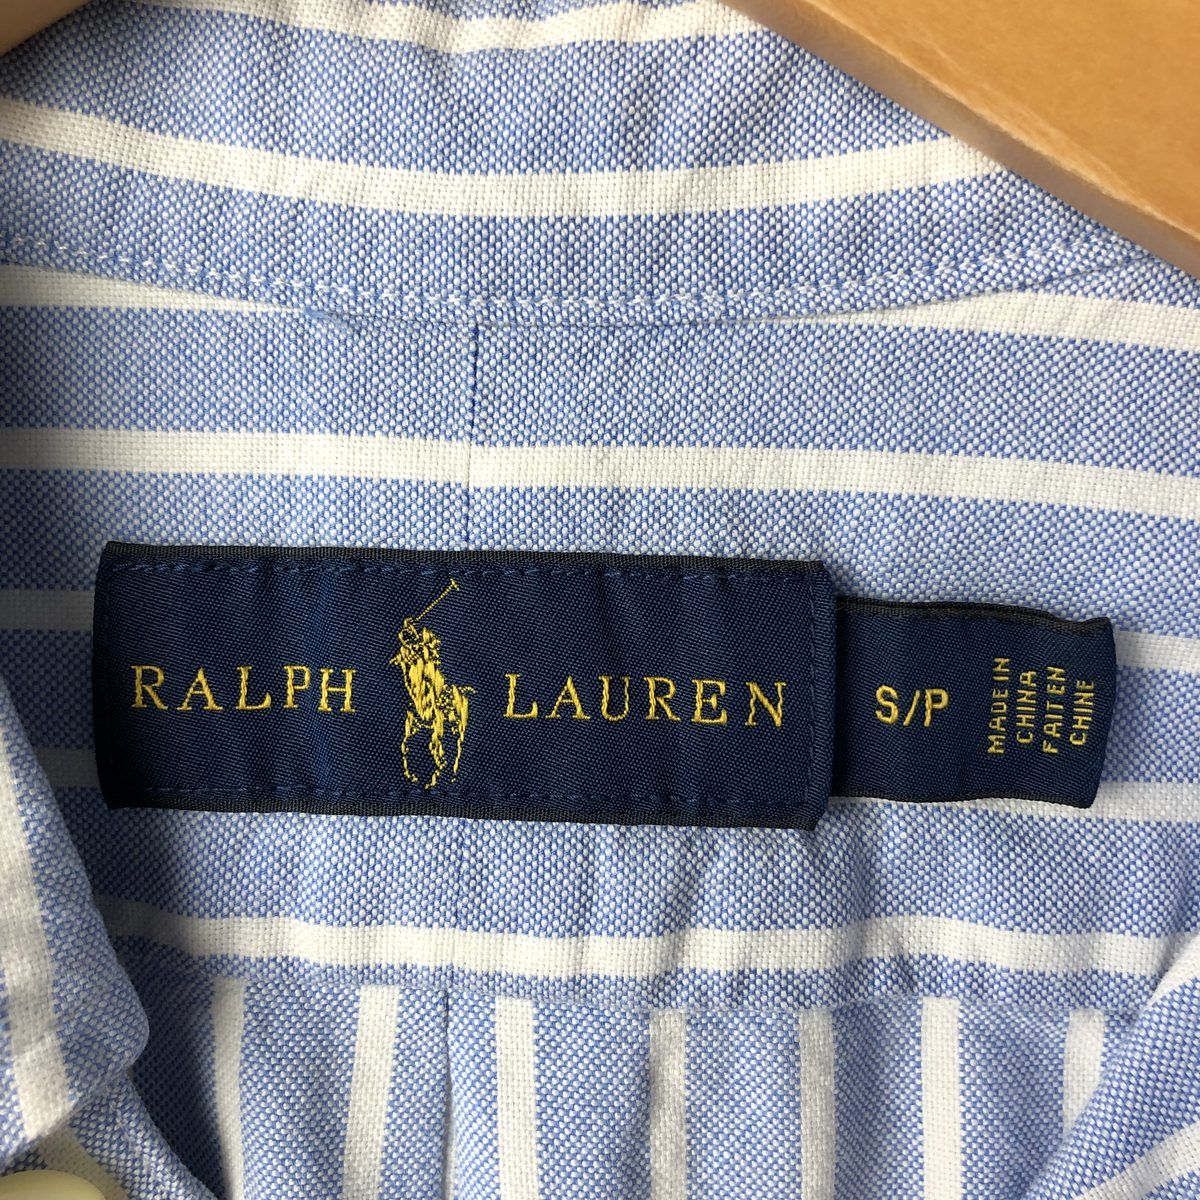 RALPH LAUREN
S/P
MADE IN
CHINA
FAIT EN
CHINE